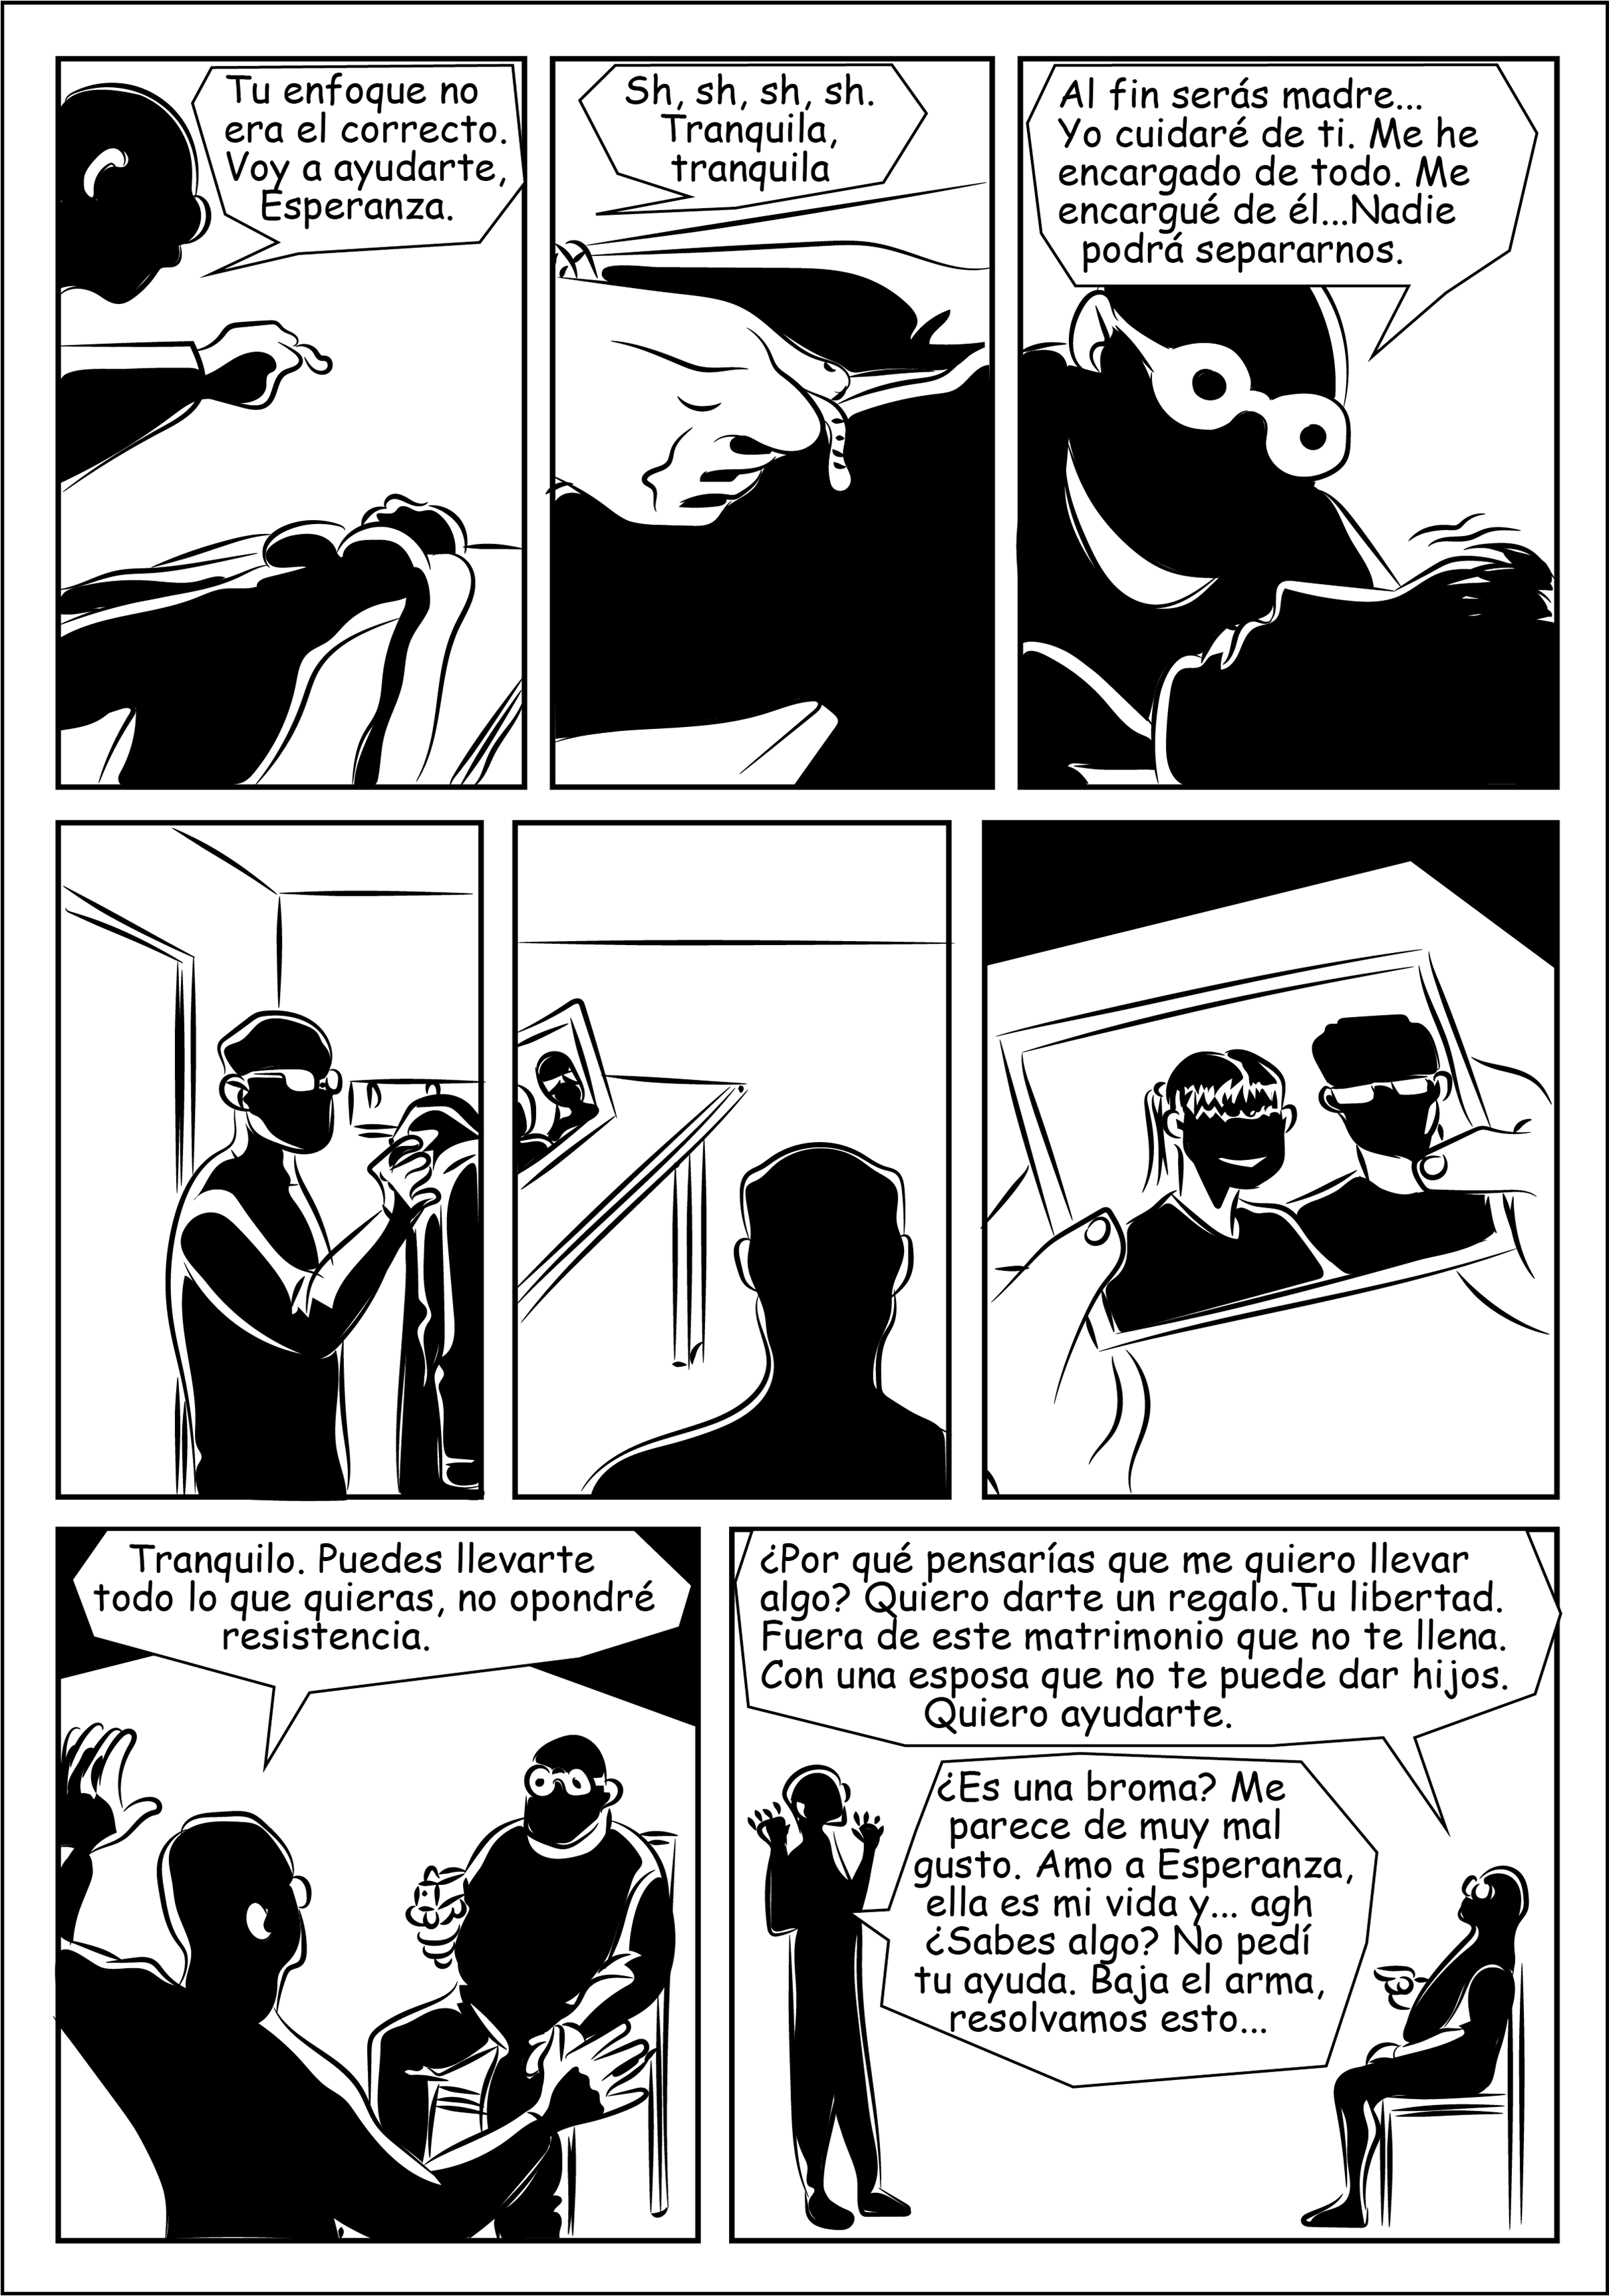 Tu enfoque no
era el correcto.
Voy a ayudarte,
Esperanza.
Sh, sh, sh, sh.
Tranquila,
tranquila
Al fin serás madre...
Yo cuidaré de ti. Me he
encargado de todo. Me
encargué de él...Nadie
podrá separarnos.
Tranquilo. Puedes llevarte
todo lo que quieras, no opondré
resistencia.
¿Por qué pensarías que me quiero llevar
algo? Quiero darte un regalo.Tu libertad.
Fuera de este matrimonio que no te llena.
Con una esposa que no te puede dar hijos.
Quiero ayudarte.
¿Es una broma? Me
parece de muy mal
gusto. Amo a Esperanza,
ella es mi vida y... agh
¿Sabes algo? No pedí
tu ayuda. Baja el arma,
resolvamos esto...